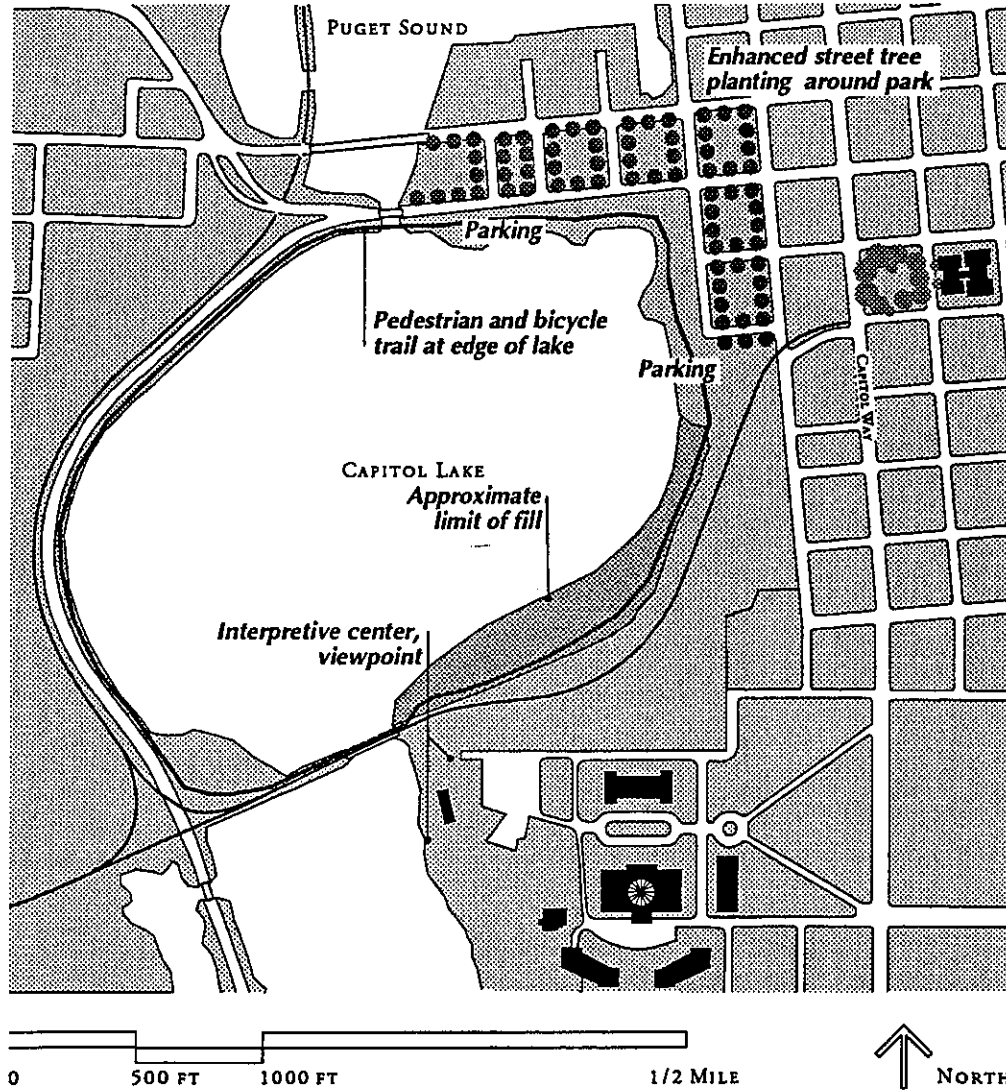 PUGET SOUND
Enhanced street tree
planting around park
Parking
Pedestrian and bicycle
trail at edge of lake
Parking
CAPITOL WAY
CAPITOL LAKE
Approximate
limit of fill
Interpretive center,
viewpoint
0 500 FT 1000 FT 1/2 MILE NORTH